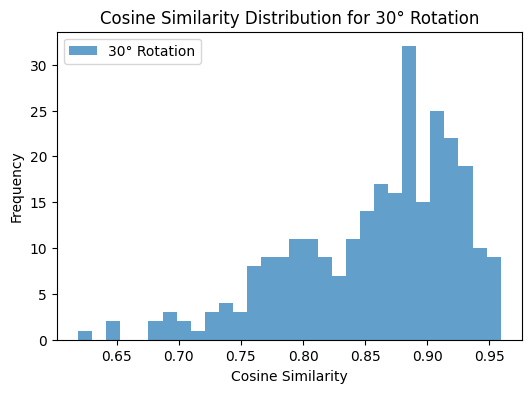 Cosine Similarity Distribution for 30° Rotation
30° Rotation
Frequency
30
25
20
15
10
5
0
0.65 0.70 0.75 0.80 0.85 0.90 0.95
Cosine Similarity